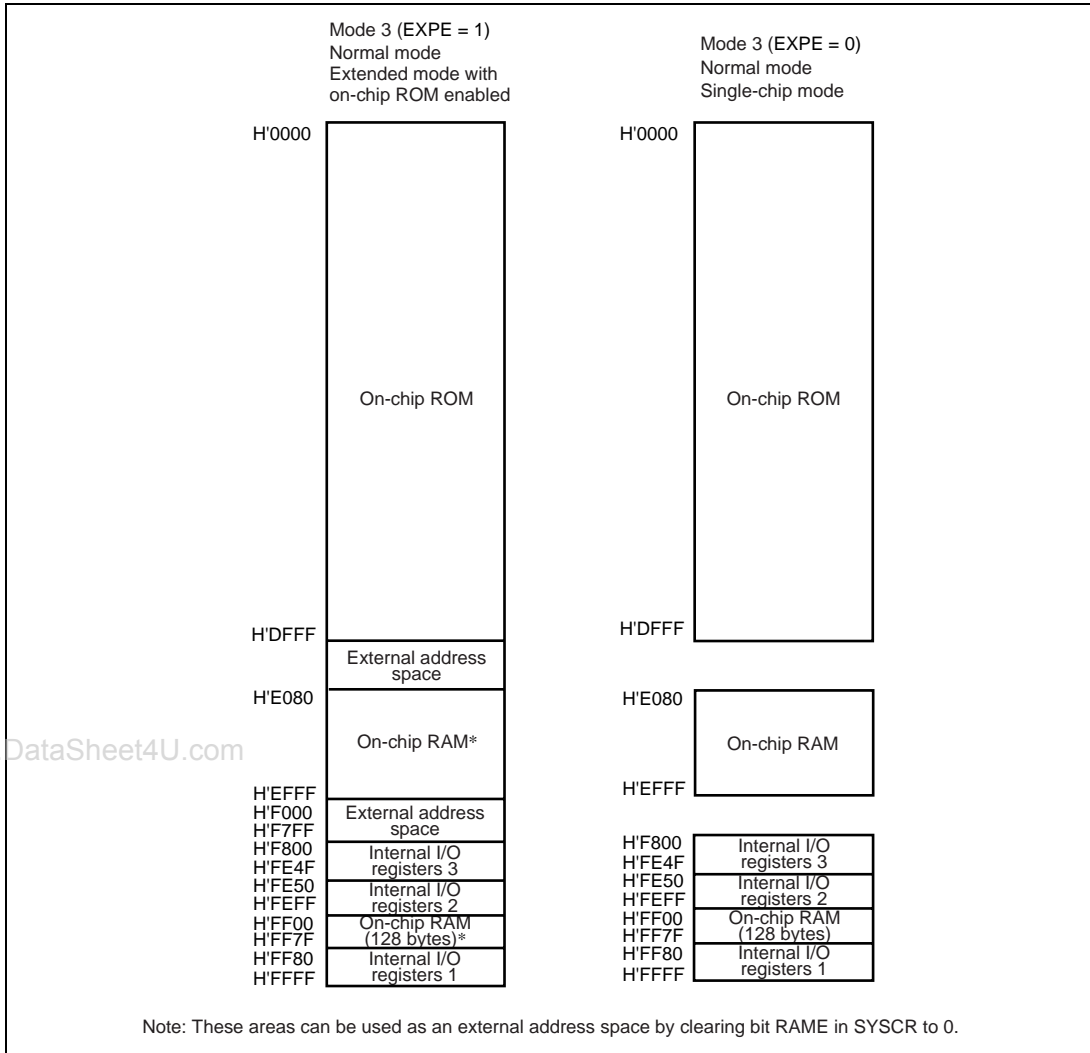 Mode 3 (EXPE = 1)
Normal mode
Extended mode with
on-chip ROM enabled
H'0000
On-chip ROM
H'DFFF
External address
space
H'E080
On-chip RAM*
H'EFFF
H'F000
External address
space
H'F7FF
H'F800
Internal I/O
registers 3
H'FE4F
H'FE50
Internal I/O
registers 2
H'FEFF
H'FF00
On-chip RAM
(128 bytes)*
H'FF7F
H'FF80
Internal I/O
registers 1
H'FFFF
Mode 3 (EXPE = 0)
Normal mode
Single-chip mode
H'0000
On-chip ROM
H'DFFF
H'E080
On-chip RAM
H'EFFF
H'F800
Internal I/O
registers 3
H'FE4F
H'FE50
Internal I/O
registers 2
H'FEFF
H'FF00
On-chip RAM
(128 bytes)
H'FF7F
H'FF80
Internal I/O
registers 1
H'FFFF
DataSheet4U.com
Note: These areas can be used as an external address space by clearing bit RAME in SYSCR to 0.